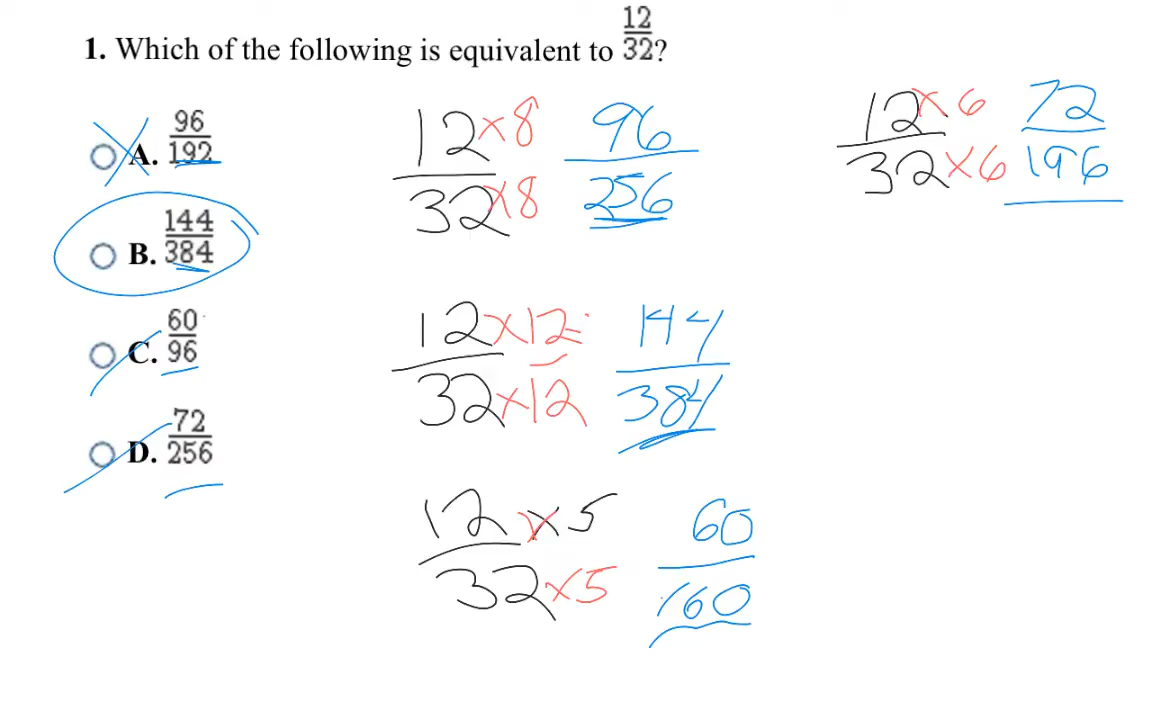 1. Which of the following is equivalent to 12/32?
A. 96/192
B. 144/384
C. 60/96
D. 72/256
12 × 8
32 × 8
96
256
12 × 12 =
32 × 12
144
384
12 × 5
32 × 5
60
160
12 × 6
32 × 6
72
196